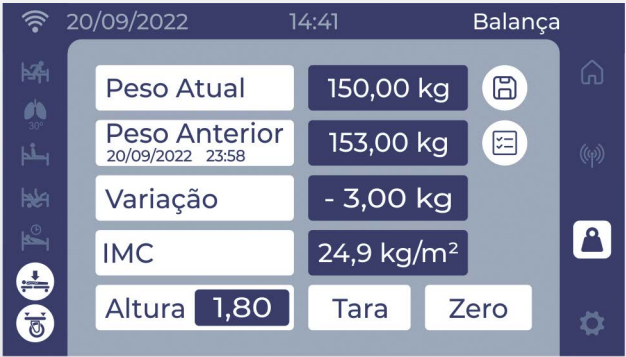 20/09/2022 14:41 Balança
Peso Atual 150,00 kg
Peso Anterior 153,00 kg
20/09/2022 23:58
Variação - 3,00 kg
IMC 24,9 kg/m²
Altura 1,80 Tara Zero
30°